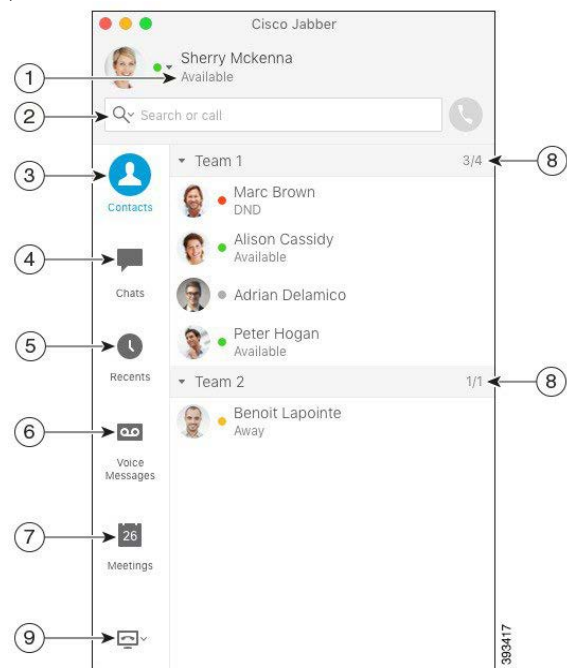 Cisco Jabber
Sherry Mckenna
1
Available
2
Search or call
3
Team 1
3/4
8
Marc Brown
DND
Contacts
Alison Cassidy
Available
4
Chats
Adrian Delamico
Peter Hogan
5
Available
Recents
Team 2
1/1
8
Benoit Lapointe
Away
6
Voice
Messages
7
26
Meetings
9
393417